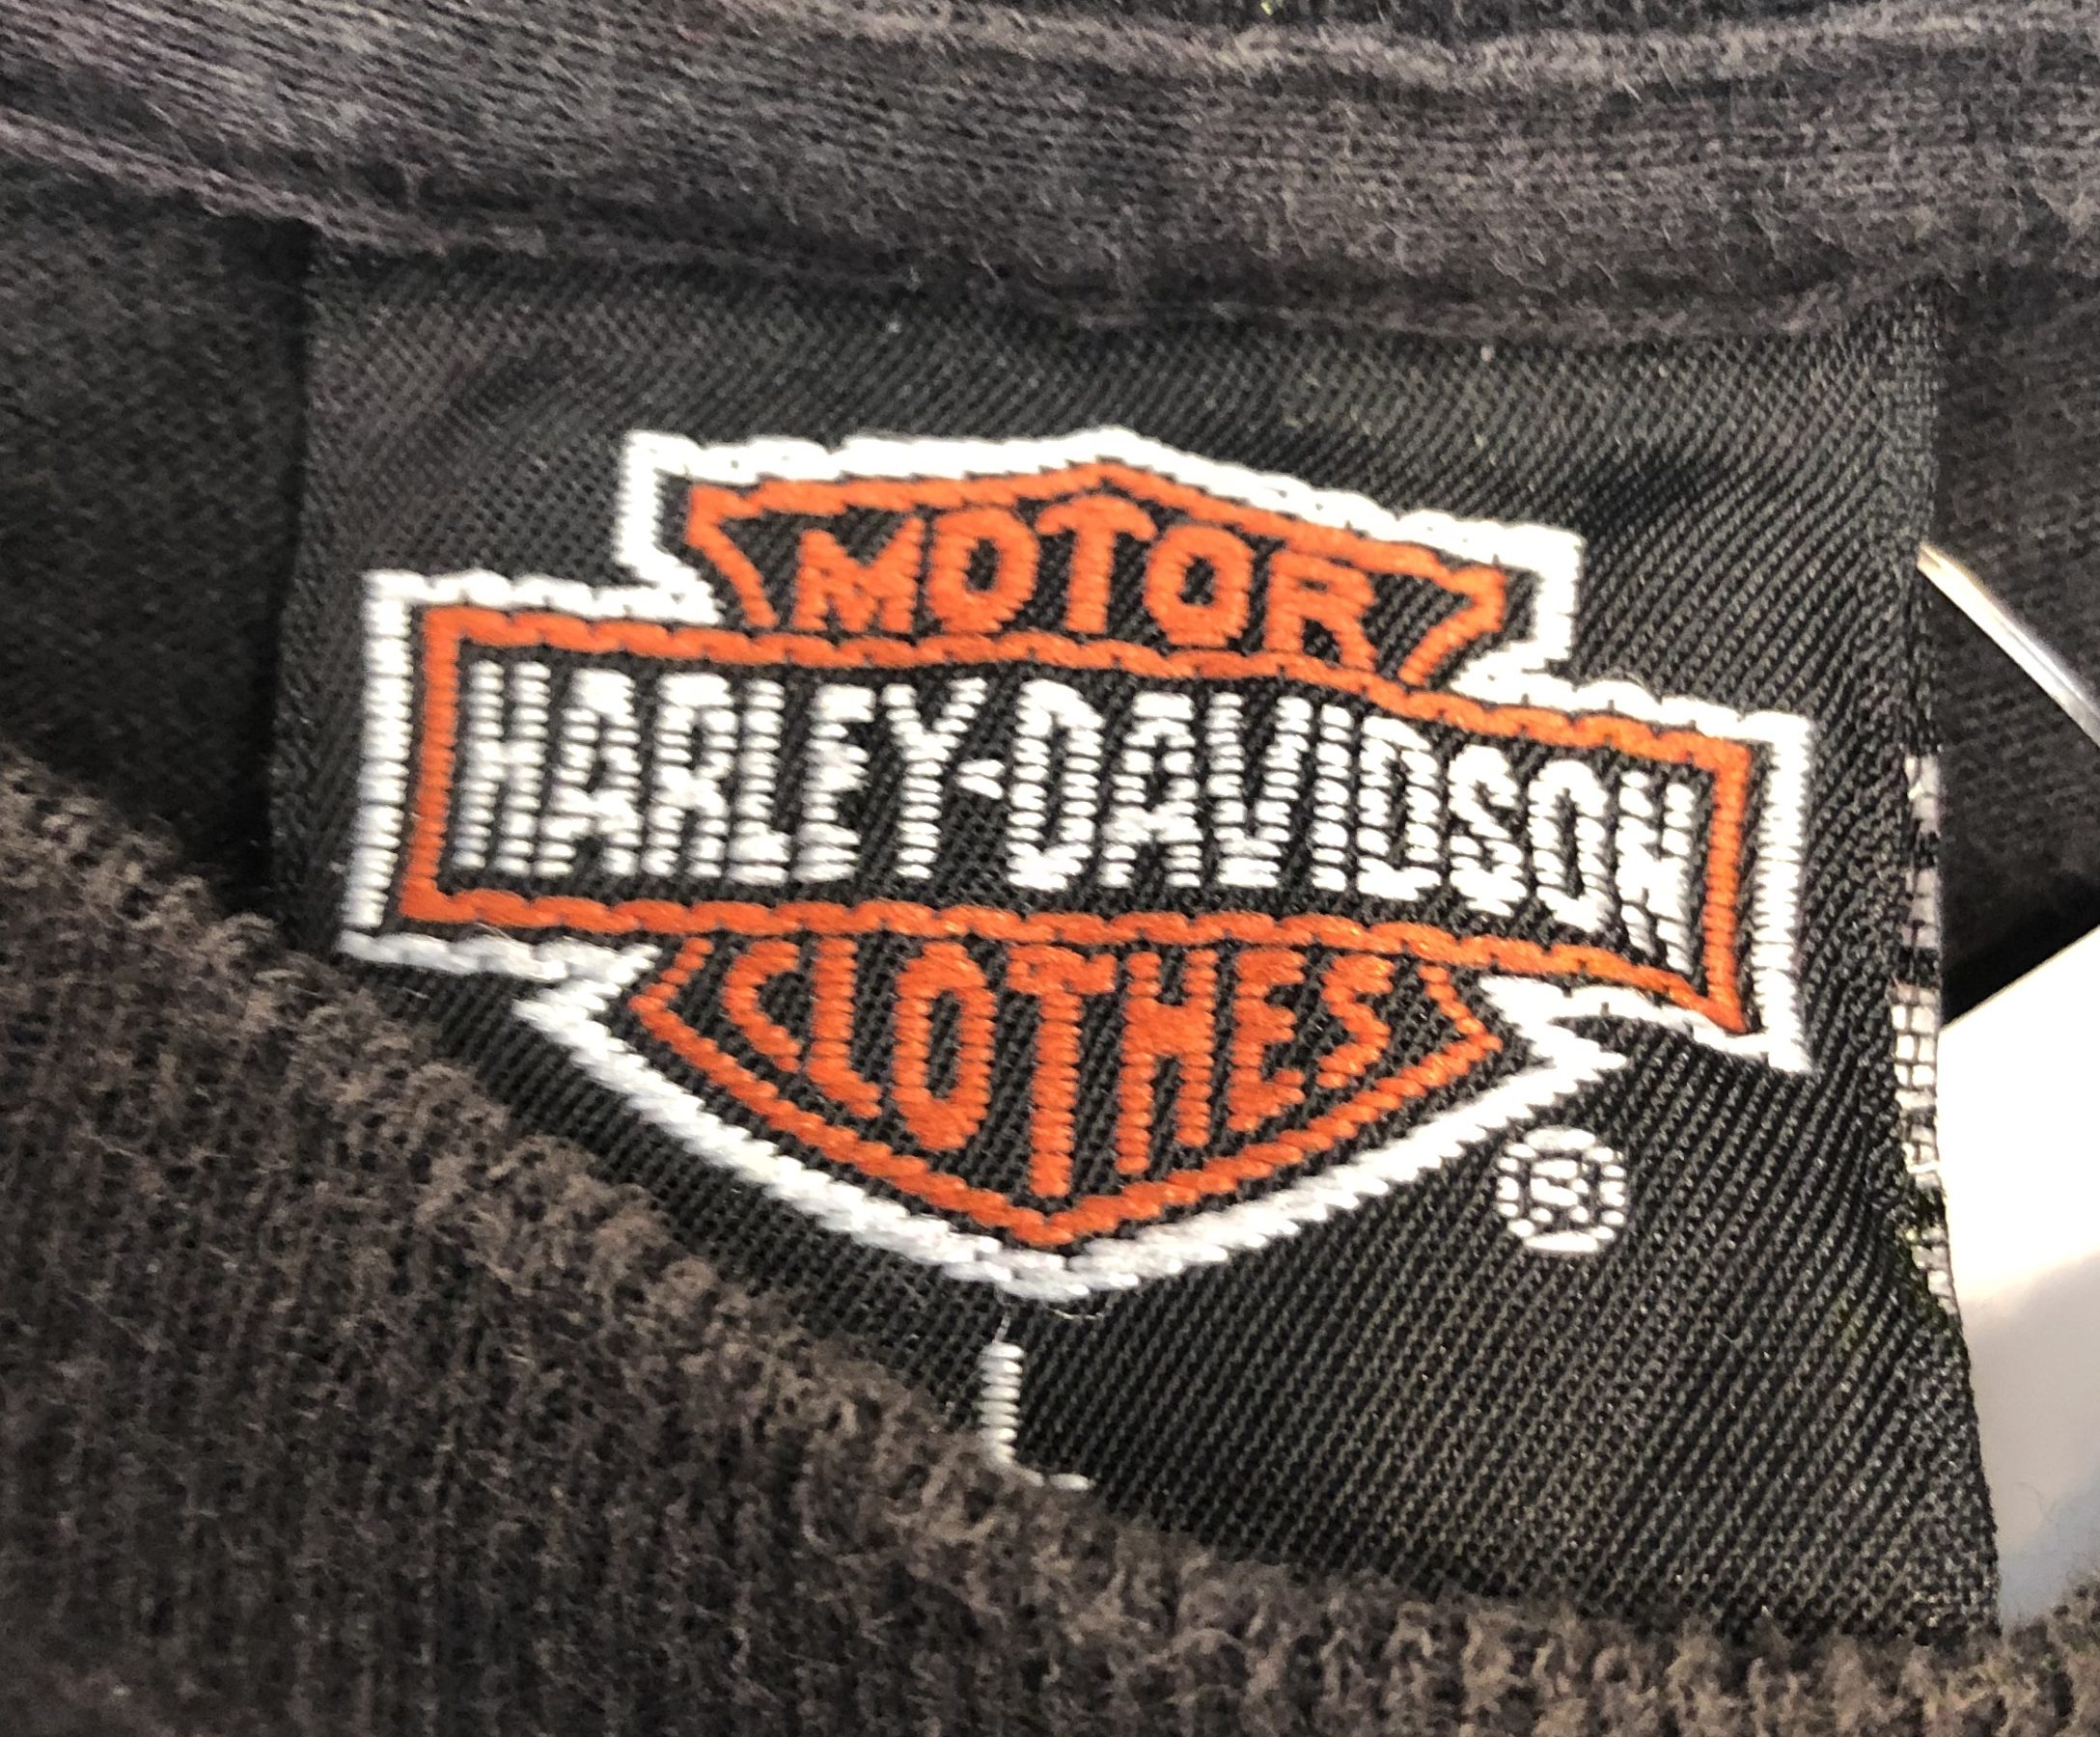 MOTOR
HARLEY-DAVIDSON
CLOTHES
®
L